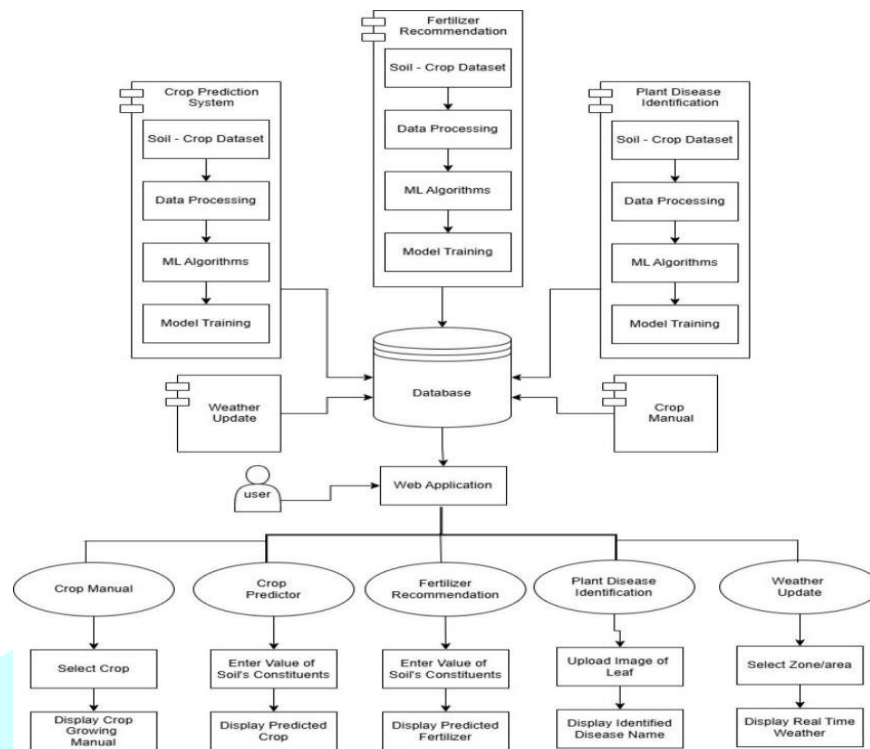 Fertilizer
Recommendation
Soil - Crop Dataset
Data Processing
ML Algorithms
Model Training
Crop Prediction
System
Soil - Crop Dataset
Data Processing
ML Algorithms
Model Training
Plant Disease
Identification
Soil - Crop Dataset
Data Processing
ML Algorithms
Model Training
Weather
Update
Database
Crop
Manual
user
Web Application
Crop Manual
Crop
Predictor
Fertilizer
Recommendation
Plant Disease
Identification
Weather
Update
Select Crop
Enter Value of
Soil's Constituents
Enter Value of
Soil's Constituents
Upload Image of
Leaf
Select Zone/area
Display Crop
Growing
Manual
Display Predicted
Crop
Display Predicted
Fertilizer
Display Identified
Disease Name
Display Real Time
Weather